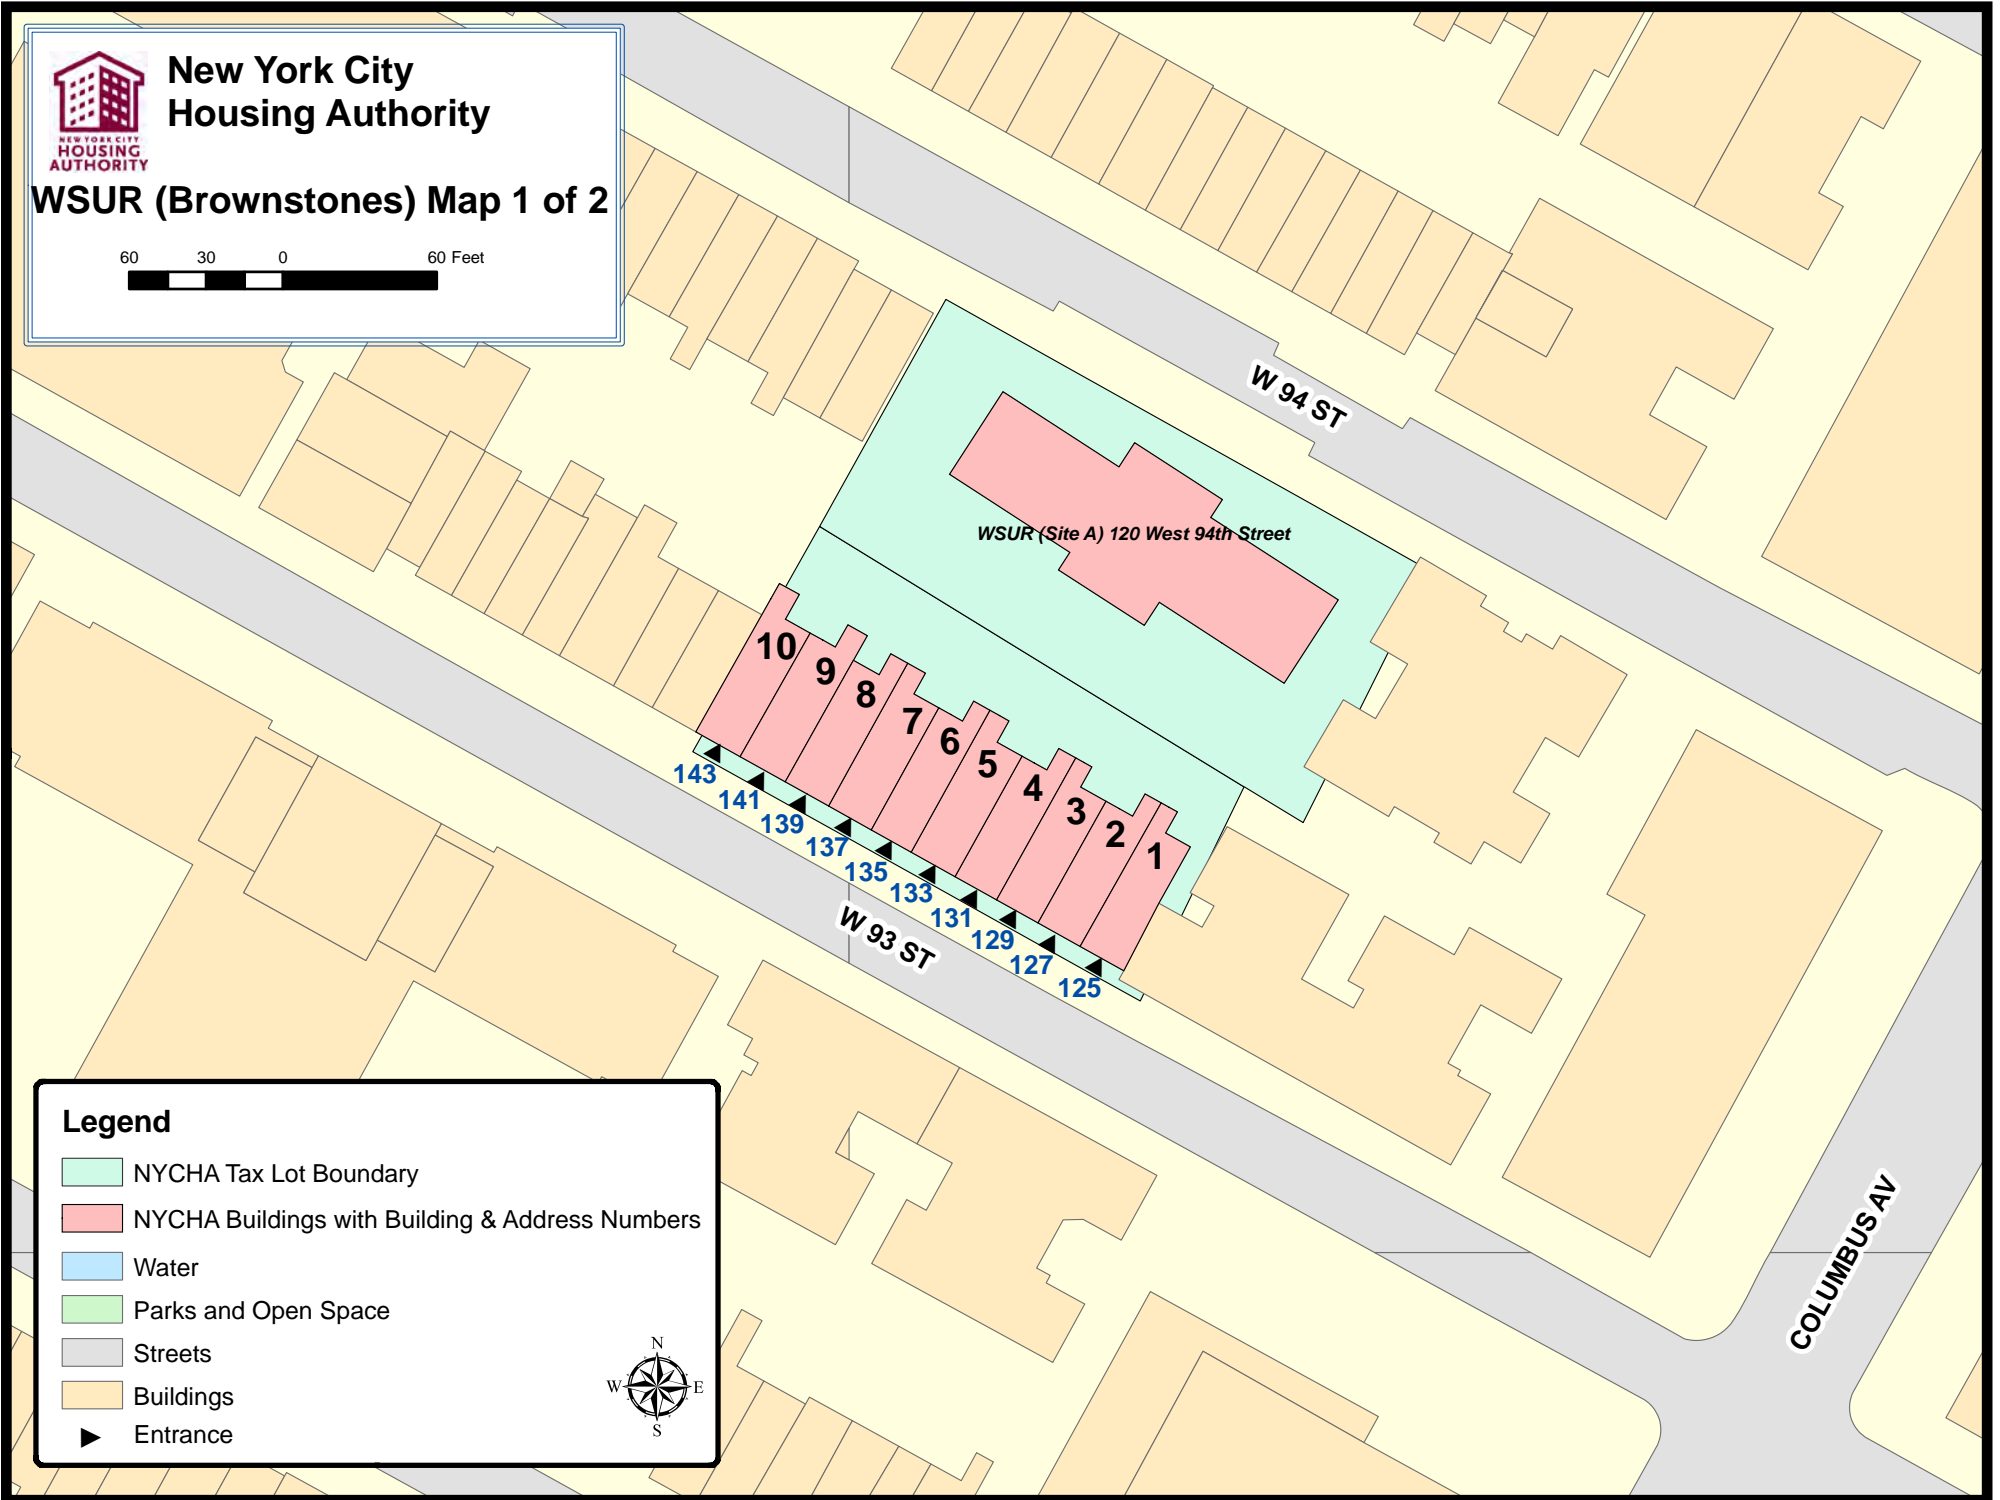 New York City
Housing Authority
NEW YORK CITY
HOUSING
AUTHORITY
WSUR (Brownstones) Map 1 of 2
60 30 0 60 Feet
W 94 ST
WSUR (Site A) 120 West 94th Street
10
9
8
7
6
5
4
3
2
1
143
141
139
137
135
133
131
129
127
125
W 93 ST
COLUMBUS AV
Legend
NYCHA Tax Lot Boundary
NYCHA Buildings with Building & Address Numbers
Water
Parks and Open Space
Streets
Buildings
Entrance
N
W E
S